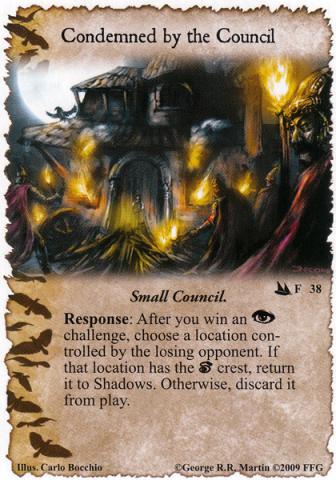 Condemned by the Council
Small Council.
F 38
Response: After you win an
challenge, choose a location con-
trolled by the losing opponent. If
that location has the crest, return
it to Shadows. Otherwise, discard it
from play.
Illus. Carlo Bocchio
©George R.R. Martin ©2009 FFG